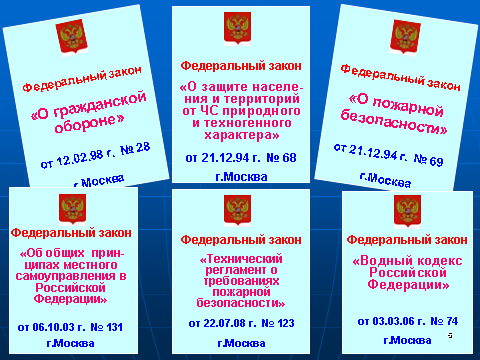 Федеральный закон
«О гражданской
обороне»
от 12.02.98 г. № 28
г.Москва
Федеральный закон
«О защите населе-
ния и территорий
от ЧС природного
и техногенного
характера»
от 21.12.94 г. № 68
г.Москва
Федеральный закон
«О пожарной
безопасности»
от 21.12.94 г. № 69
г.Москва
Федеральный закон
«Об общих прин-
ципах местного
самоуправления в
Российской
Федерации»
от 06.10.03 г. № 131
г.Москва
Федеральный закон
«Технический
регламент о
требованиях
пожарной
безопасности»
от 22.07.08 г. № 123
г.Москва
Федеральный закон
«Водный кодекс
Российской
Федерации»
от 03.03.06 г. № 74
г.Москва